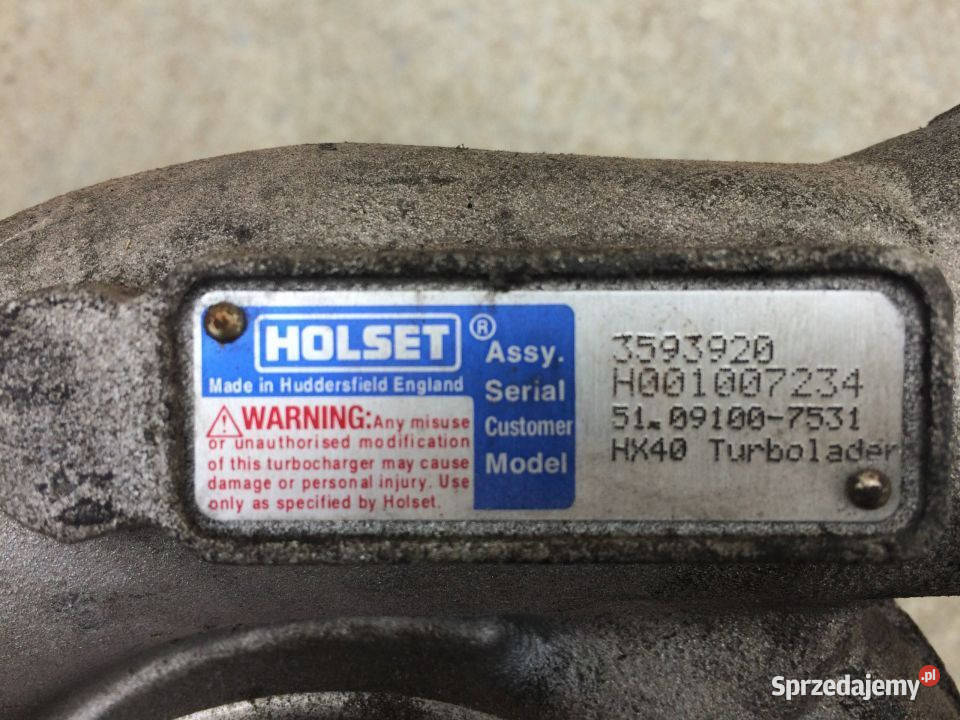 HOLSET ®
Made in Huddersfield England
WARNING: Any misuse
or unauthorised modification
of this turbocharger may cause
damage or personal injury. Use
only as specified by Holset.
Assy. 3593920
Serial H001007234
Customer 51.09100-7531
Model HX40 Turbolader
Sprzedajemy.pl